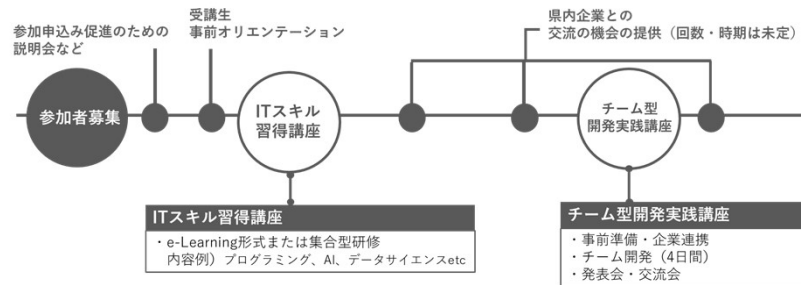 参加申込み促進のための
説明会など
受講生
事前オリエンテーション
県内企業との
交流の機会の提供（回数・時期は未定）
参加者募集
ITスキル
習得講座
チーム型
開発実践講座
ITスキル習得講座
・e-Learning形式または集合型研修
内容例）プログラミング、AI、データサイエンスetc
チーム型開発実践講座
・事前準備・企業連携
・チーム開発（4日間）
・発表会・交流会